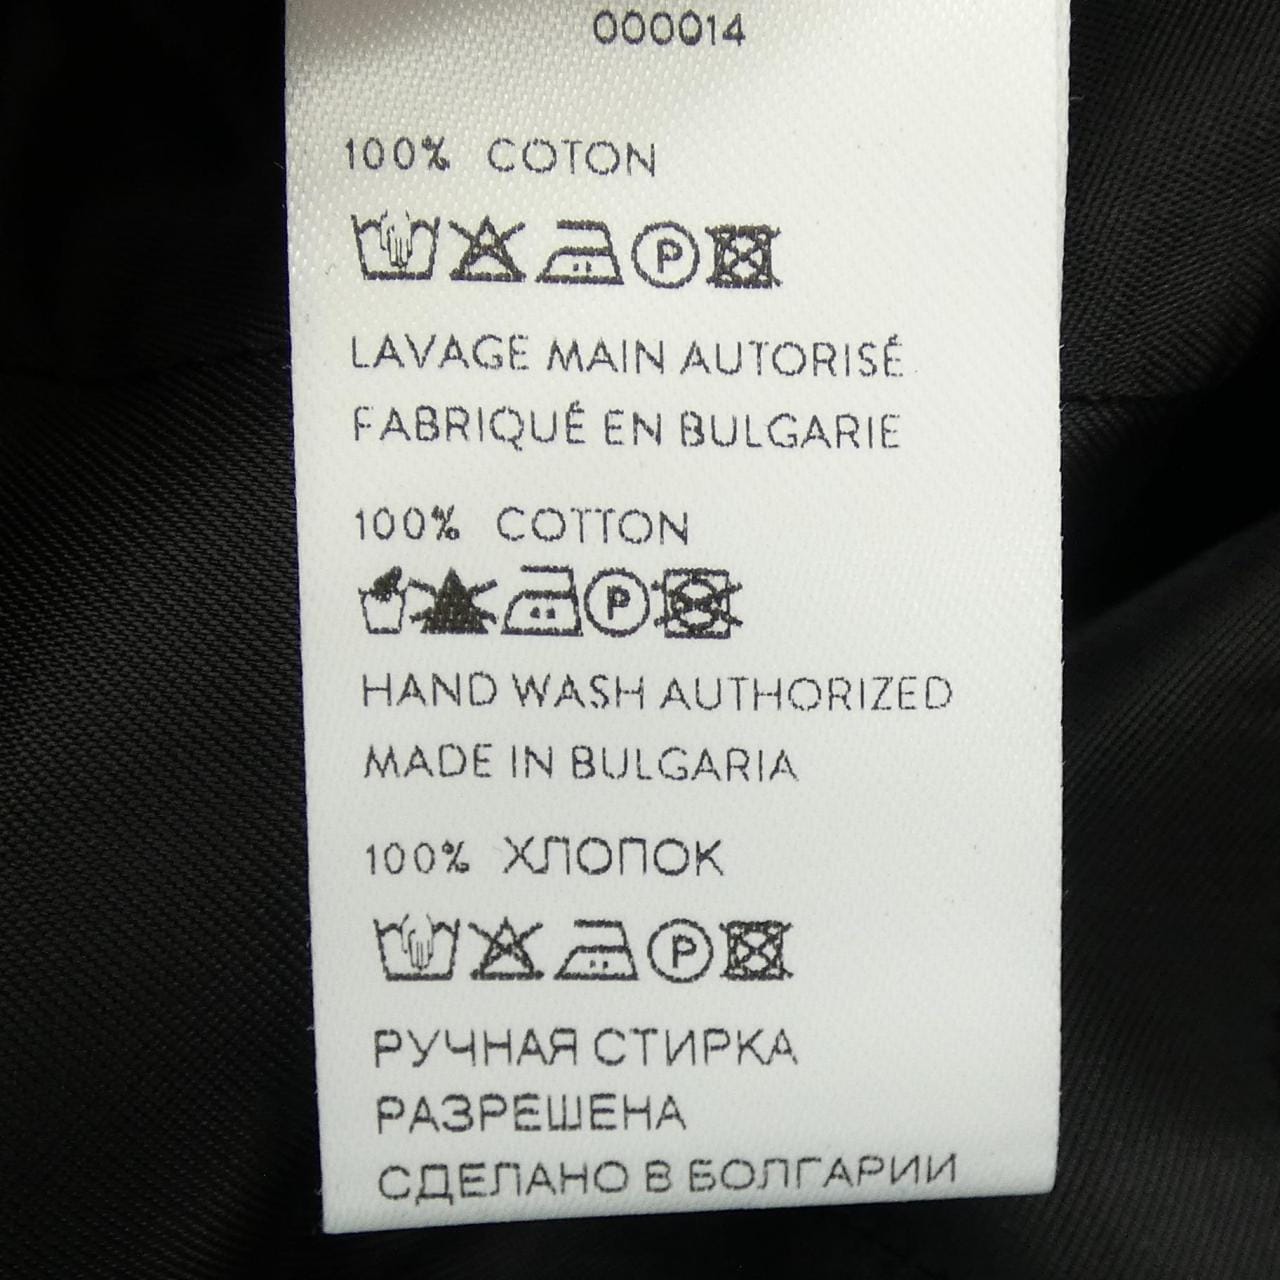 000014
100% COTON
P
LAVAGE MAIN AUTORISÉ
FABRIQUÉ EN BULGARIE
100% COTTON
P
HAND WASH AUTHORIZED
MADE IN BULGARIA
100% ХЛОПОК
P
РУЧНАЯ СТИРКА
РАЗРЕШЕНА
СДЕЛАНО В БОЛГАРИИ